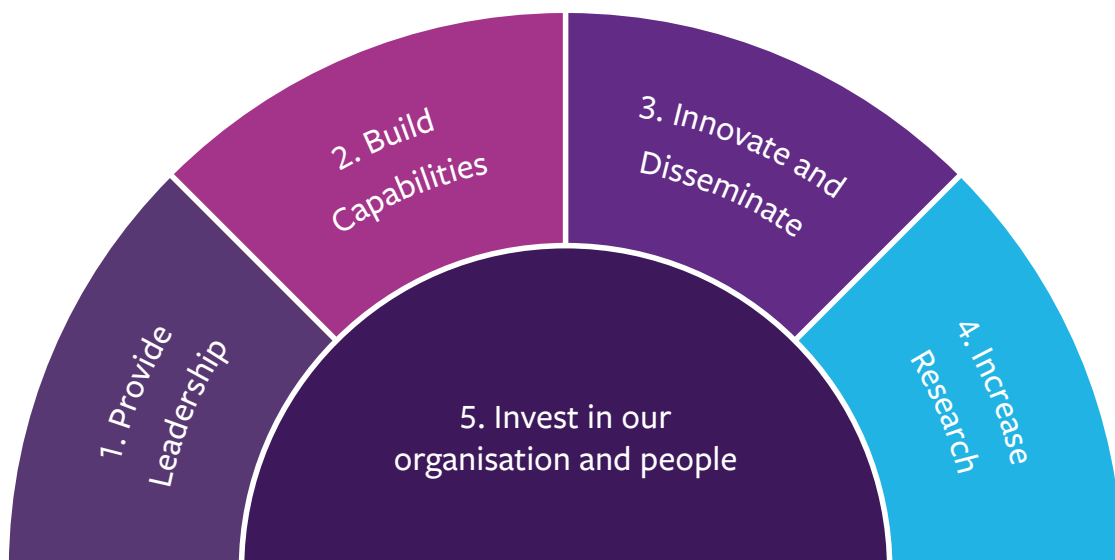 1. Provide
Leadership
2. Build
Capabilities
3. Innovate and
Disseminate
4. Increase
Research
5. Invest in our
organisation and people